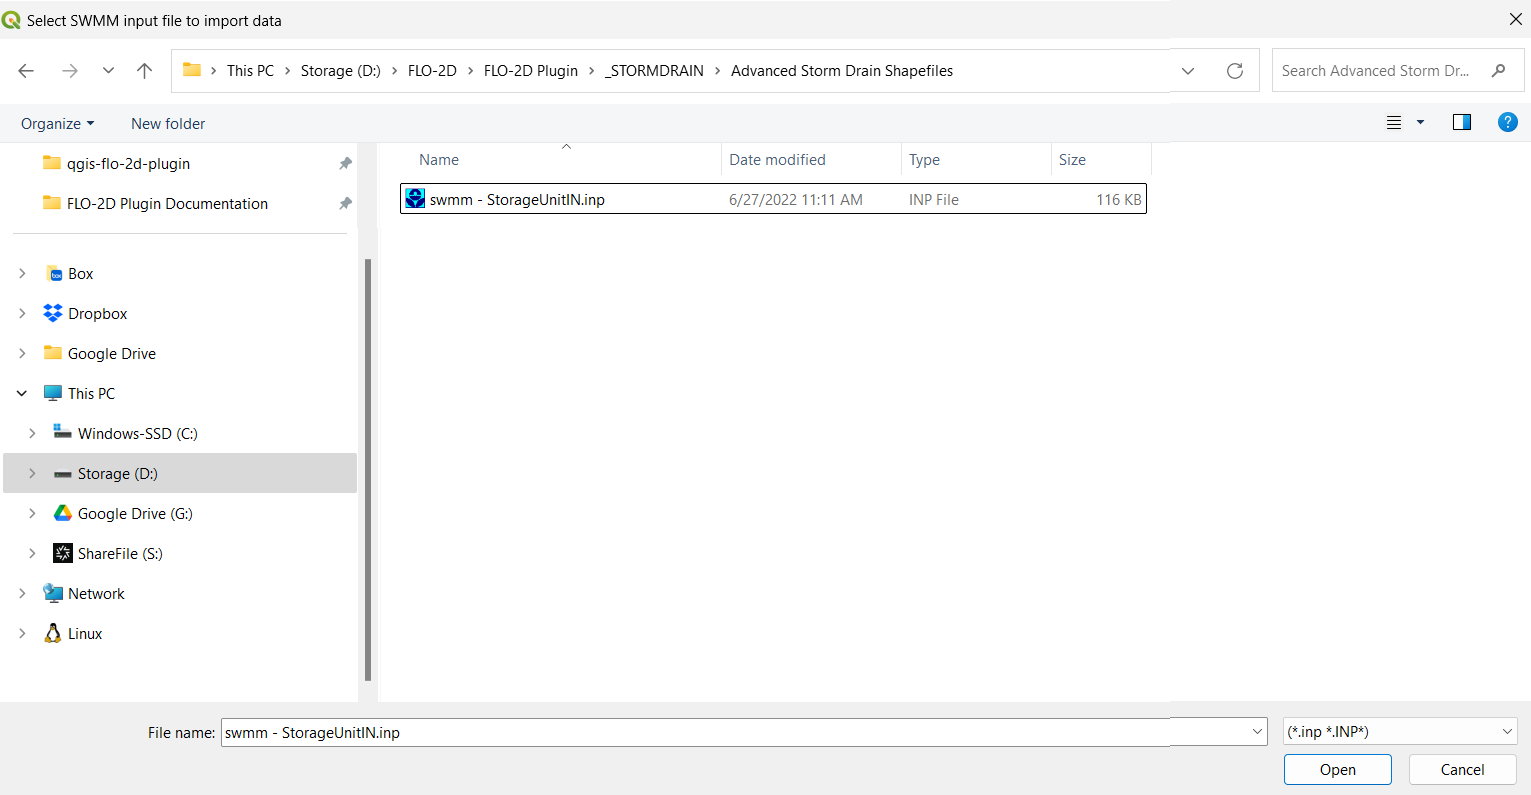 Select SWMM input file to import data
This PC Storage (D:) FLO-2D FLO-2D Plugin _STORMDRAIN Advanced Storm Drain Shapefiles Search Advanced Storm Dr...
Organize New folder ?
qgis-flo-2d-plugin
FLO-2D Plugin Documentation
Box
Dropbox
Google Drive
This PC
Windows-SSD (C:)
Storage (D:)
Google Drive (G:)
ShareFile (S:)
Network
Linux
Name Date modified Type Size
swmm - StorageUnitIN.inp 6/27/2022 11:11 AM INP File 116 KB
File name: swmm - StorageUnitIN.inp (*.inp *.INP*)
Open Cancel